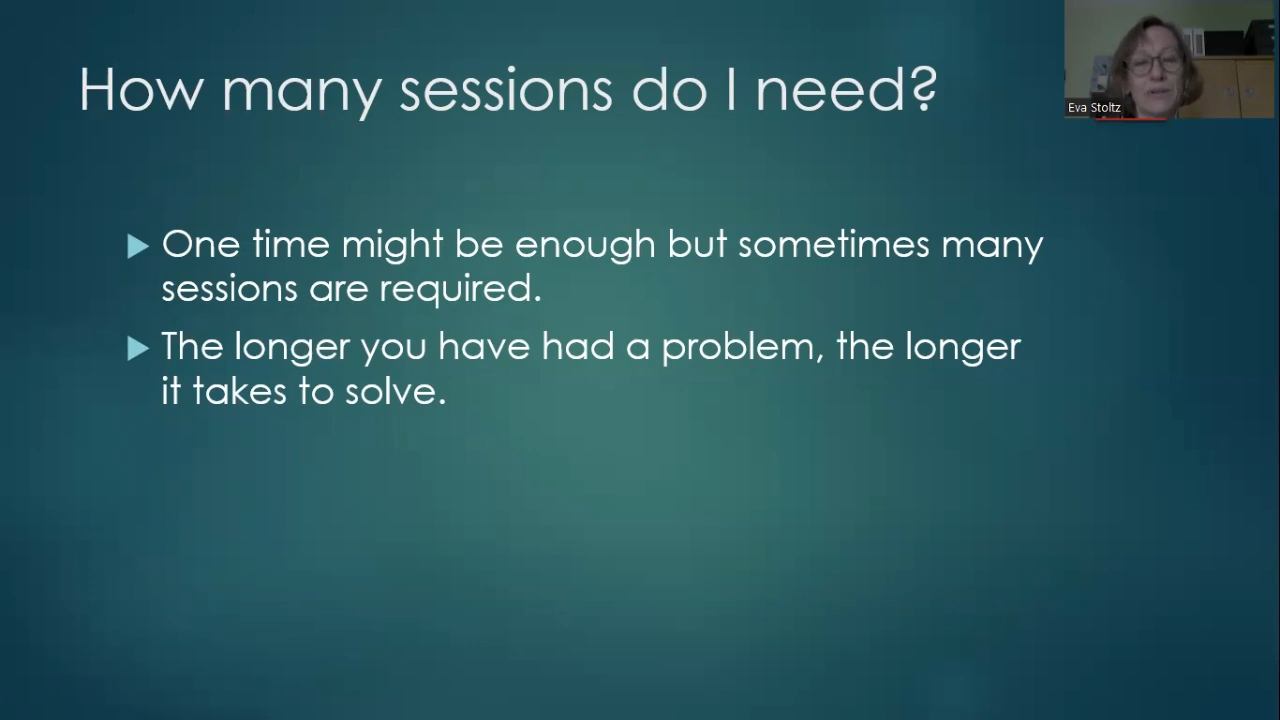 How many sessions do I need?
Eva Stoltz
One time might be enough but sometimes many
sessions are required.
The longer you have had a problem, the longer
it takes to solve.